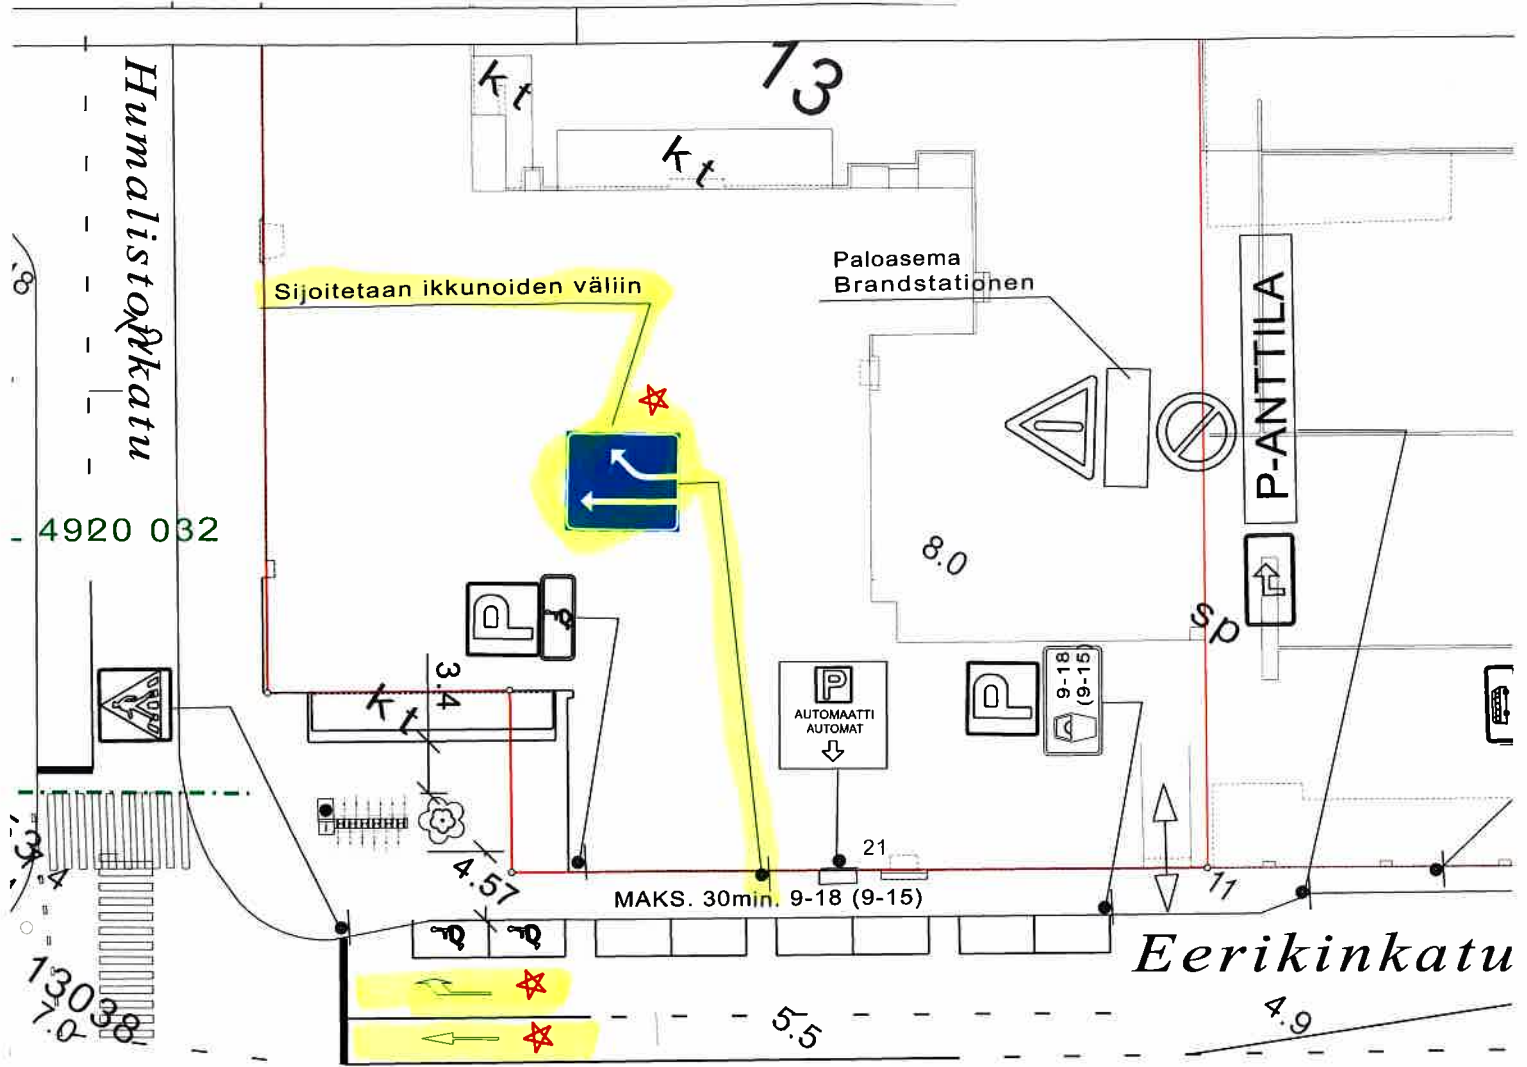 13
kt
kt
Humalistonkatu
Sijoitetaan ikkunoiden väliin
Paloasema
Brandstationen
P-ANTTILA
4920 032
8.0
sp
P
P
9-18
(9-15)
P
AUTOMAATTI
AUTOMAT
3.4
kt
4.57
21
11
MAKS. 30min. 9-18 (9-15)
Eerikinkatu
13038
7.0
5.5
4.9